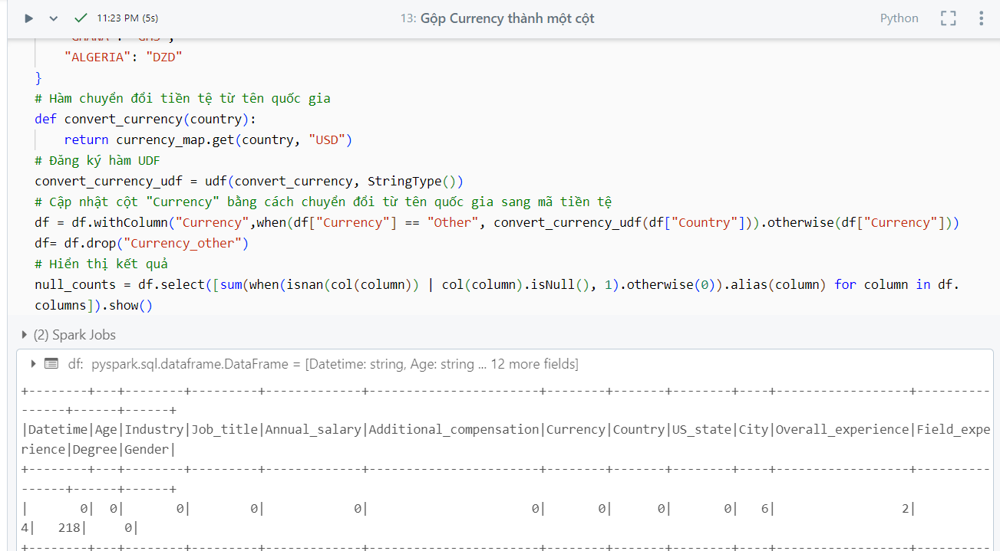 11:23 PM (5s)
13: Gộp Currency thành một cột
Python
"ALGERIA": "DZD"
}
# Hàm chuyển đổi tiền tệ từ tên quốc gia
def convert_currency(country):
    return currency_map.get(country, "USD")
# Đăng ký hàm UDF
convert_currency_udf = udf(convert_currency, StringType())
# Cập nhật cột "Currency" bằng cách chuyển đổi từ tên quốc gia sang mã tiền tệ
df = df.withColumn("Currency",when(df["Currency"] == "Other", convert_currency_udf(df["Country"])).otherwise(df["Currency"]))
df= df.drop("Currency_other")
# Hiển thị kết quả
null_counts = df.select([sum(when(isnan(col(column)) | col(column).isNull(), 1).otherwise(0)).alias(column) for column in df.
columns]).show()
(2) Spark Jobs
df: pyspark.sql.dataframe.DataFrame = [Datetime: string, Age: string ... 12 more fields]
+--------+---+--------+---------+-------------+-----------------------+--------+-------+--------+----+------------------+----------
------+------+------+
|Datetime|Age|Industry|Job_title|Annual_salary|Additional_compensation|Currency|Country|US_state|City|Overall_experience|Field_expe
rience|Degree|Gender|
+--------+---+--------+---------+-------------+-----------------------+--------+-------+--------+----+------------------+----------
------+------+------+
|       0|  0|       0|        0|            0|                      0|       0|      0|       0|   6|                 2|
4|   218|     0|
+--------+---+--------+---------+-------------+-----------------------+--------+-------+--------+----+------------------+----------